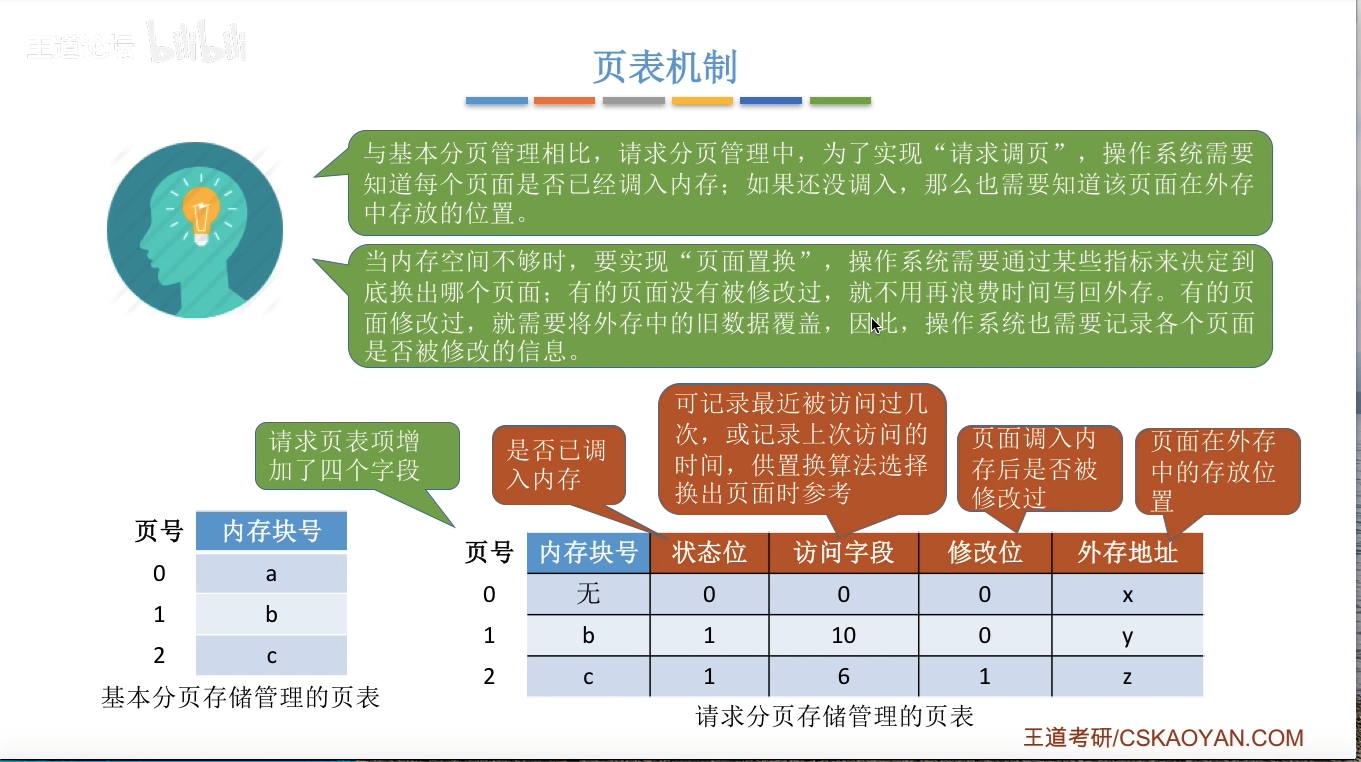 王道论坛 bilibili
页表机制
与基本分页管理相比，请求分页管理中，为了实现“请求调页”，操作系统需要
知道每个页面是否已经调入内存；如果还没调入，那么也需要知道该页面在外存
中存放的位置。
当内存空间不够时，要实现“页面置换”，操作系统需要通过某些指标来决定到
底换出哪个页面；有的页面没有被修改过，就不用再浪费时间写回外存。有的页
面修改过，就需要将外存中的旧数据覆盖，因此，操作系统也需要记录各个页面
是否被修改的信息。
请求页表项增
加了四个字段
是否已调
入内存
可记录最近被访问过几
次，或记录上次访问的
时间，供置换算法选择
换出页面时参考
页面调入内
存后是否被
修改过
页面在外存
中的存放位
置
页号 内存块号
0 a
1 b
2 c
基本分页存储管理的页表
页号 内存块号 状态位 访问字段 修改位 外存地址
0 无 0 0 0 x
1 b 1 10 0 y
2 c 1 6 1 z
请求分页存储管理的页表
王道考研/CSKAOYAN.COM